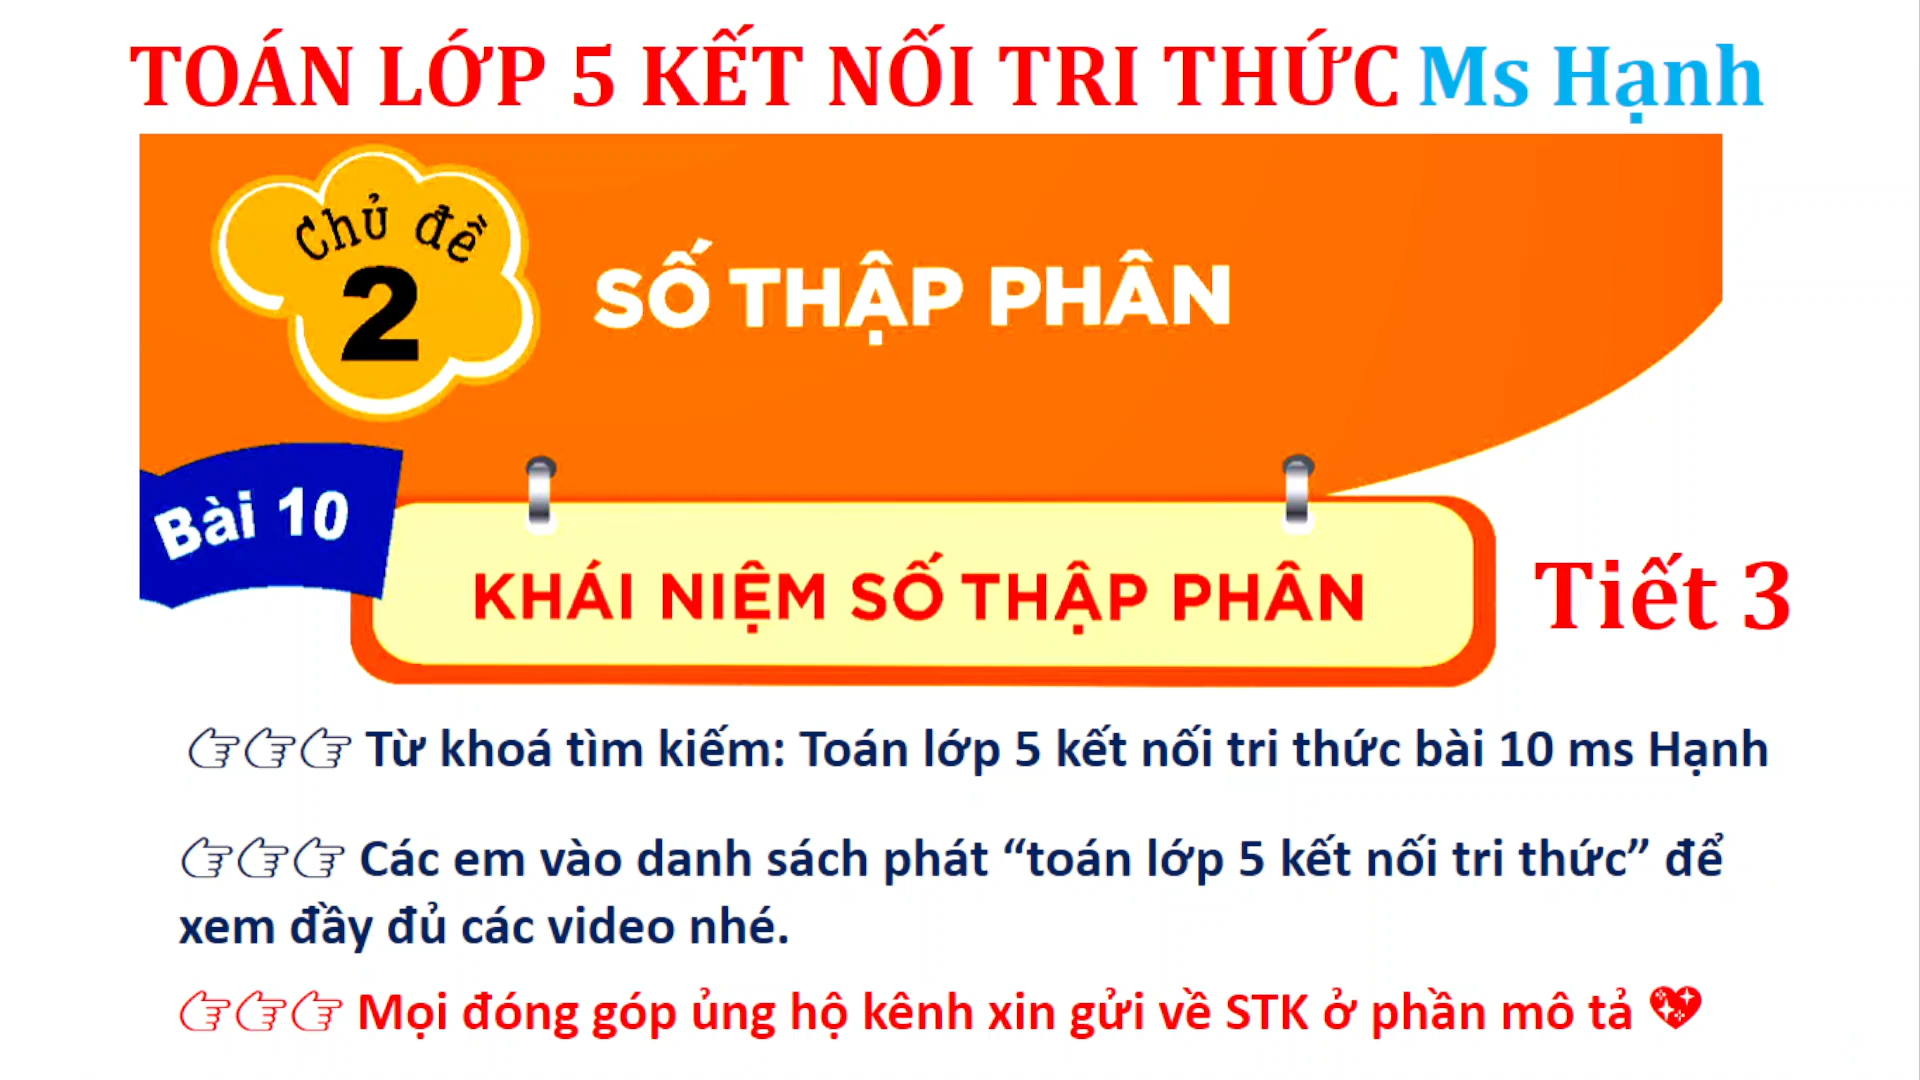 TOÁN LỚP 5 KẾT NỐI TRI THỨC Ms Hạnh
Chủ đề
2
SỐ THẬP PHÂN
Bài 10
KHÁI NIỆM SỐ THẬP PHÂN
Tiết 3
👉👉👉 Từ khoá tìm kiếm: Toán lớp 5 kết nối tri thức bài 10 ms Hạnh
👉👉👉 Các em vào danh sách phát “toán lớp 5 kết nối tri thức” để
xem đầy đủ các video nhé.
👉👉👉 Mọi đóng góp ủng hộ kênh xin gửi về STK ở phần mô tả 💖